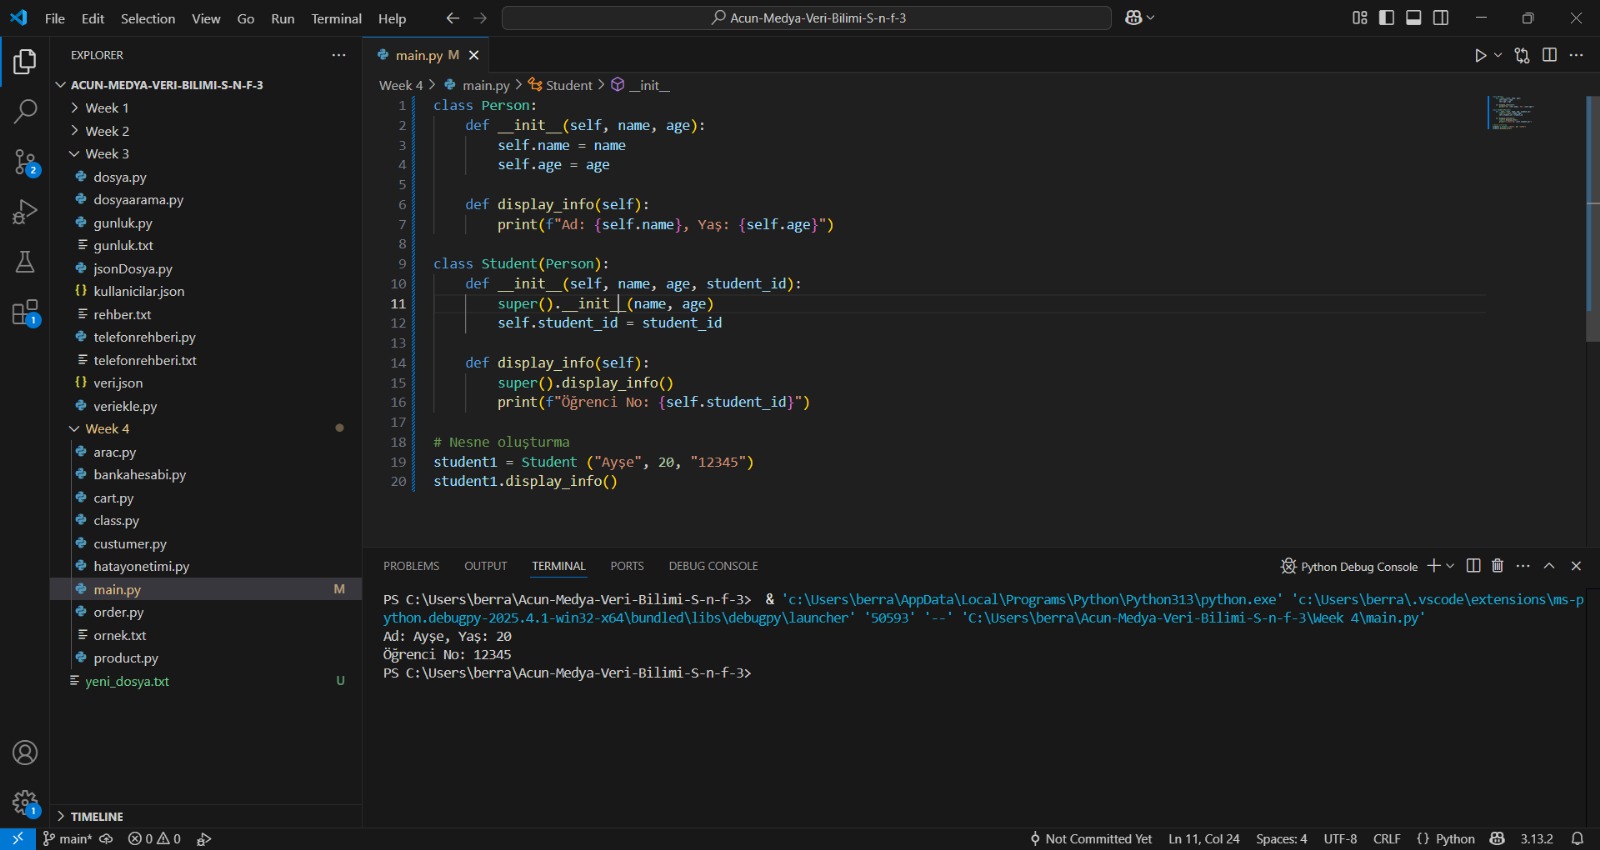 File Edit Selection View Go Run Terminal Help
Acun-Medya-Veri-Bilimi-S-n-f-3
EXPLORER
ACUN-MEDYA-VERI-BILIMI-S-N-F-3
Week 1
Week 2
Week 3
dosya.py
dosyaarama.py
gunluk.py
gunluk.txt
jsonDosya.py
kullanicilar.json
rehber.txt
telefonrehberi.py
telefonrehberi.txt
veri.json
veriekle.py
Week 4
arac.py
bankahesabi.py
cart.py
class.py
custumer.py
hatayonetimi.py
main.py M
order.py
ornek.txt
product.py
yeni_dosya.txt U
TIMELINE
2
1
1
main.py M
Week 4 > main.py > Student > __init__
1 class Person:
2 def __init__(self, name, age):
3 self.name = name
4 self.age = age
5
6 def display_info(self):
7 print(f"Ad: {self.name}, Yaş: {self.age}")
8
9 class Student(Person):
10 def __init__(self, name, age, student_id):
11 super().__init__(name, age)
12 self.student_id = student_id
13
14 def display_info(self):
15 super().display_info()
16 print(f"Öğrenci No: {self.student_id}")
17
18 # Nesne oluşturma
19 student1 = Student ("Ayşe", 20, "12345")
20 student1.display_info()
PROBLEMS OUTPUT TERMINAL PORTS DEBUG CONSOLE
Python Debug Console
PS C:\Users\berra\Acun-Medya-Veri-Bilimi-S-n-f-3> & 'c:\Users\berra\AppData\Local\Programs\Python\Python313\python.exe' 'c:\Users\berra\.vscode\extensions\ms-p
ython.debugpy-2025.4.1-win32-x64\bundled\libs\debugpy\launcher' '50593' '--' 'C:\Users\berra\Acun-Medya-Veri-Bilimi-S-n-f-3\Week 4\main.py'
Ad: Ayşe, Yaş: 20
Öğrenci No: 12345
PS C:\Users\berra\Acun-Medya-Veri-Bilimi-S-n-f-3>
main* 0 0 Not Committed Yet Ln 11, Col 24 Spaces: 4 UTF-8 CRLF {} Python 3.13.2